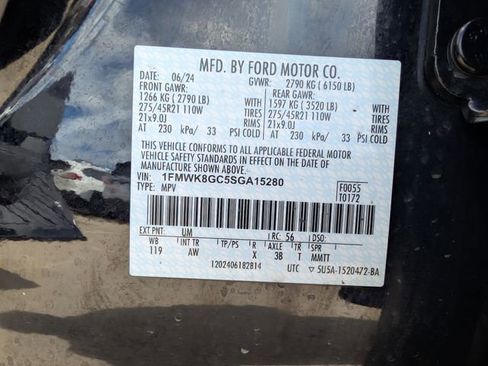 MFD. BY FORD MOTOR CO.
DATE: 06/24 GVWR: 2790 KG ( 6150 LB)
FRONT GAWR: REAR GAWR:
1266 KG ( 2790 LB) 1597 KG ( 3520 LB)
275/45R21 110W TIRES 275/45R21 110W
21x9.0J RIMS 21x9.0J
AT 230 kPa/ 33 PSI COLD AT 230 kPa/ 33 PSI COLD
THIS VEHICLE CONFORMS TO ALL APPLICABLE FEDERAL MOTOR
VEHICLE SAFETY STANDARDS IN EFFECT ON THE DATE OF MANUFACTURE
SHOWN ABOVE.
VIN: 1FMWK8GC5SGA15280
TYPE: MPV
F0055
T0172
EXT PNT: UM RC: 56 DSO:
WB INT TR TP/PS R AXLE TR SPR
119 AW X 3B T MMTT
1202406182814 UTC ▽ 5U5A-1520472-BA